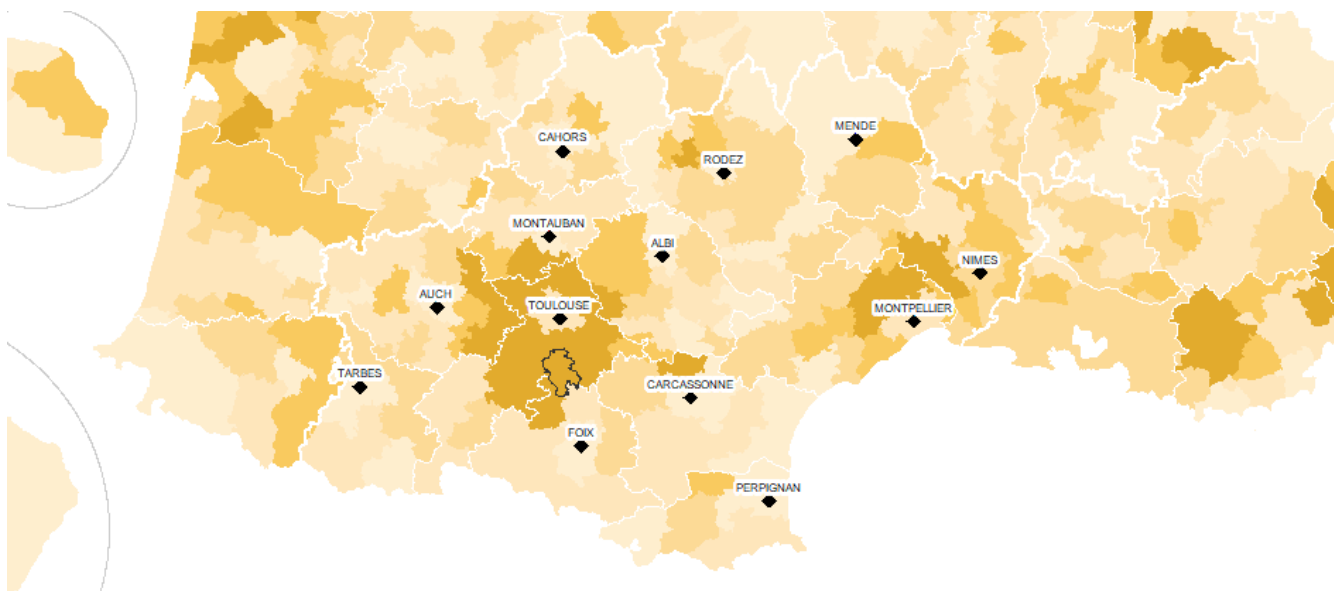 MENDE
CAHORS
RODEZ
MONTAUBAN
ALBI
NIMES
AUCH
TOULOUSE
MONTPELLIER
TARBES
CARCASSONNE
FOIX
PERPIGNAN